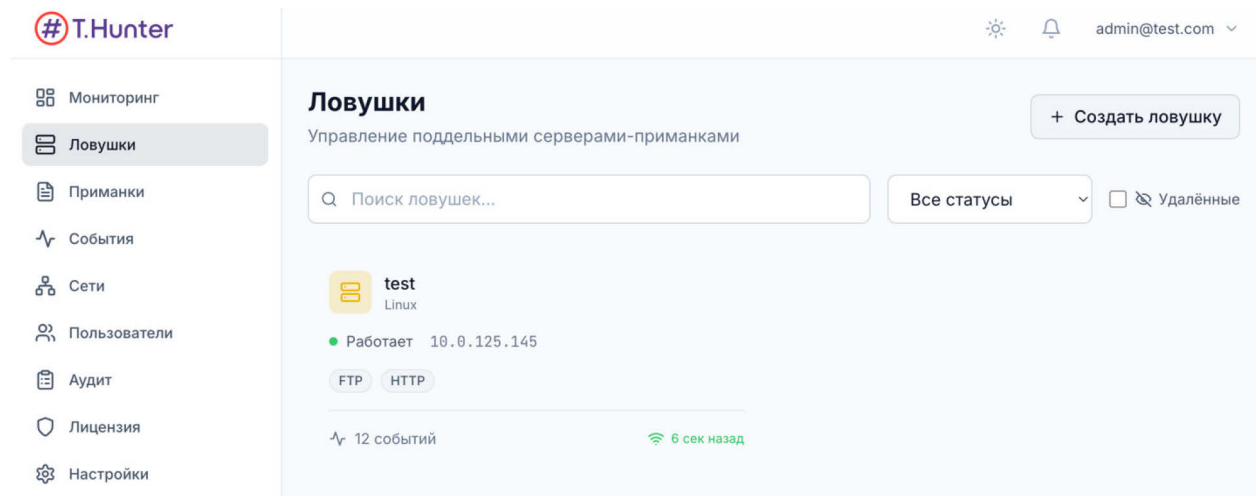 # T.Hunter
admin@test.com
Мониторинг
Ловушки
Приманки
События
Сети
Пользователи
Аудит
Лицензия
Настройки
Ловушки
Управление поддельными серверами-приманками
+ Создать ловушку
Поиск ловушек...
Все статусы
Удалённые
test
Linux
Работает 10.0.125.145
FTP HTTP
12 событий 6 сек назад